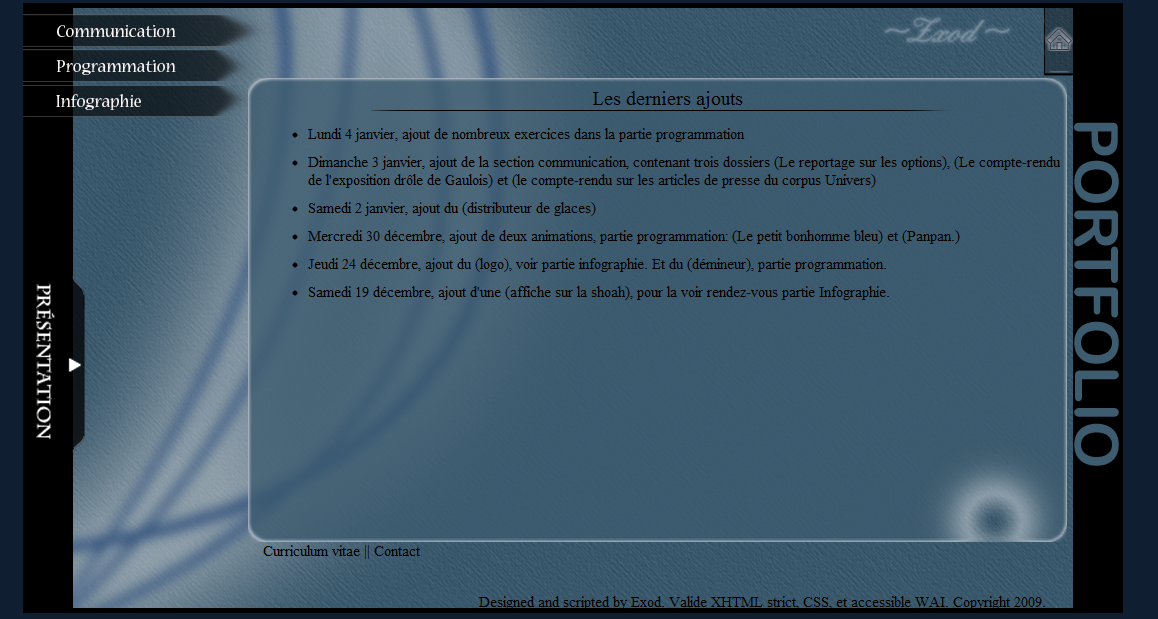 Communication
Programmation
Infographie
~Exod~
Les derniers ajouts
Lundi 4 janvier, ajout de nombreux exercices dans la partie programmation
Dimanche 3 janvier, ajout de la section communication, contenant trois dossiers (Le reportage sur les options), (Le compte-rendu
de l'exposition drôle de Gaulois) et (le compte-rendu sur les articles de presse du corpus Univers)
Samedi 2 janvier, ajout du (distributeur de glaces)
Mercredi 30 décembre, ajout de deux animations, partie programmation: (Le petit bonhomme bleu) et (Panpan.)
Jeudi 24 décembre, ajout du (logo), voir partie infographie. Et du (démineur), partie programmation.
Samedi 19 décembre, ajout d'une (affiche sur la shoah), pour la voir rendez-vous partie Infographie.
PRÉSENTATION
PORTFOLIO
Curriculum vitae || Contact
Designed and scripted by Exod. Valide XHTML strict, CSS, et accessible WAI. Copyright 2009.